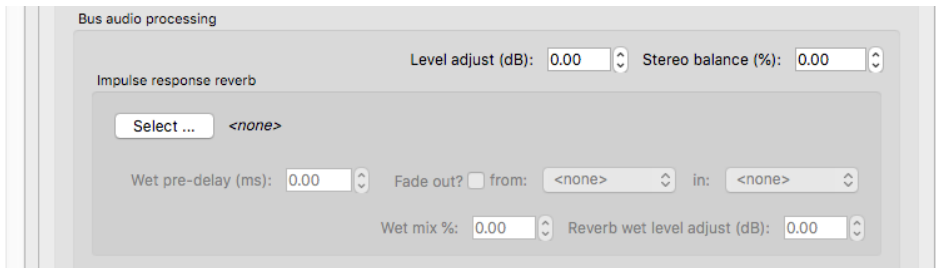 Bus audio processing
Level adjust (dB): 0.00 Stereo balance (%): 0.00
Impulse response reverb
Select ... <none>
Wet pre-delay (ms): 0.00 Fade out? from: <none> in: <none>
Wet mix %: 0.00 Reverb wet level adjust (dB): 0.00